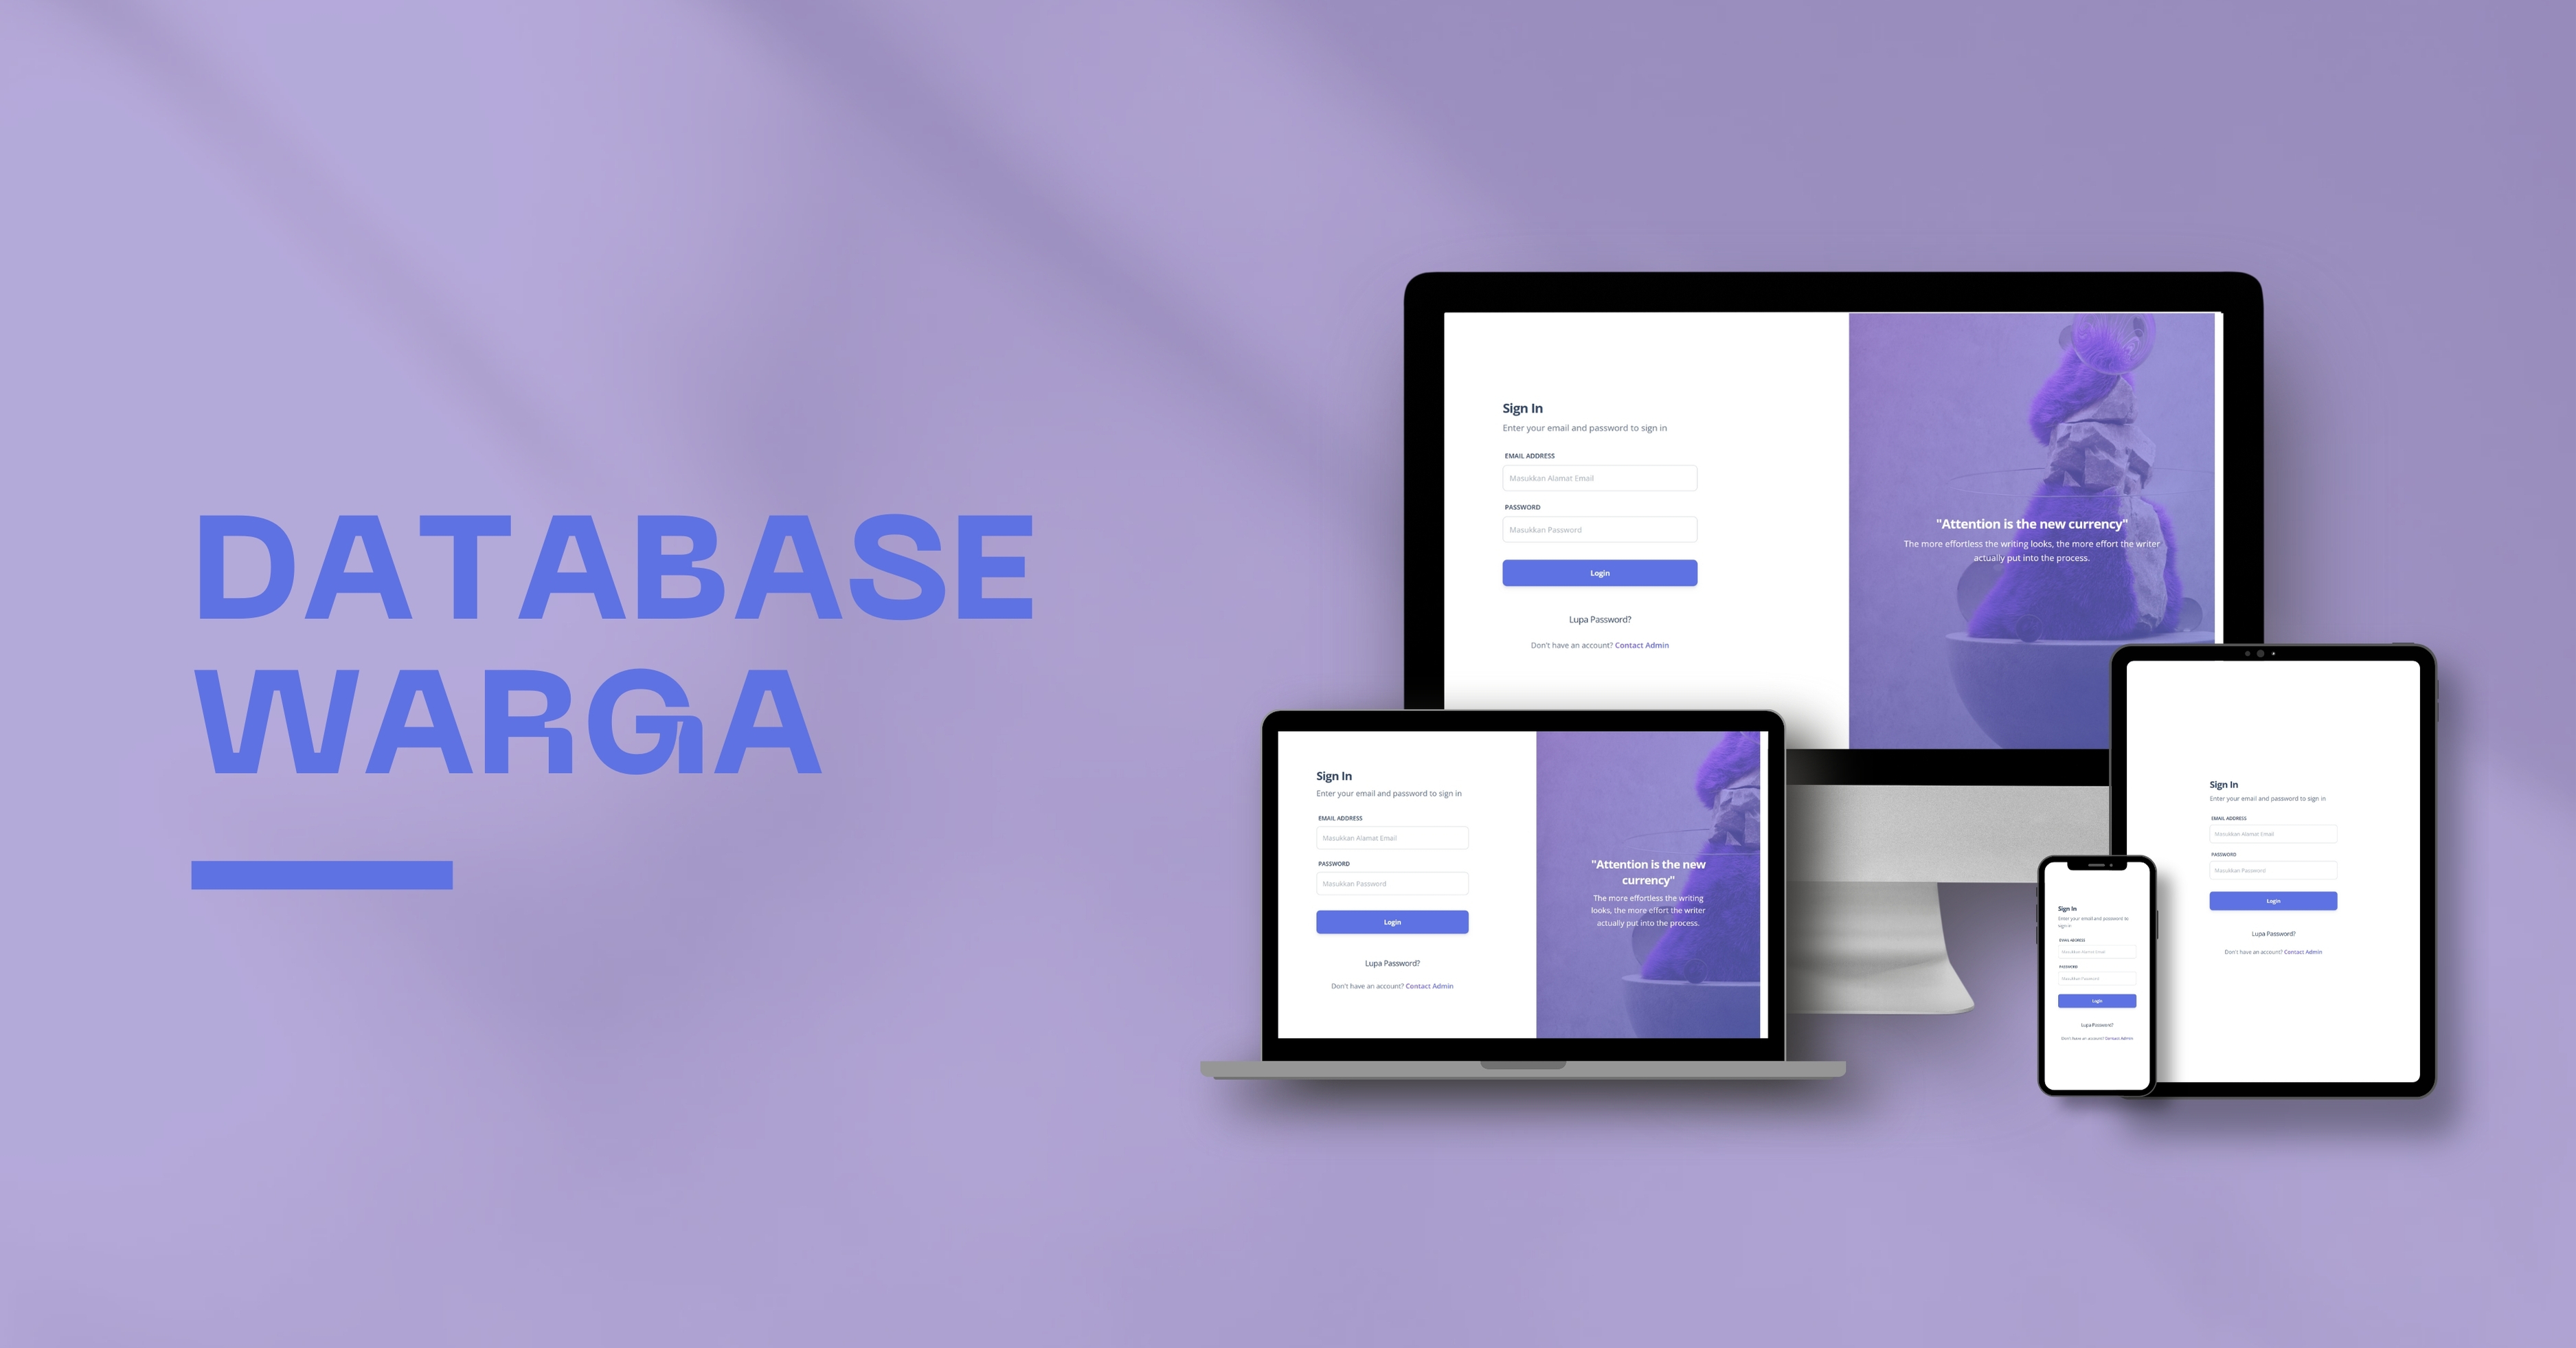 DATABASE
WARGA
Sign In
Enter your email and password to sign in
EMAIL ADDRESS
Masukkan Alamat Email
PASSWORD
Masukkan Password
Login
Lupa Password?
Don't have an account? Contact Admin
"Attention is the new currency"
The more effortless the writing looks, the more effort the writer
actually put into the process.
Sign In
Enter your email and password to sign in
EMAIL ADDRESS
Masukkan Alamat Email
PASSWORD
Masukkan Password
Login
Lupa Password?
Don't have an account? Contact Admin
"Attention is the new
currency"
The more effortless the writing
looks, the more effort the writer
actually put into the process.
Sign In
Enter your email and password to
sign in
EMAIL ADDRESS
Masukkan Alamat Email
PASSWORD
Masukkan Password
Login
Lupa Password?
Don't have an account? Contact Admin
Sign In
Enter your email and password to sign in
EMAIL ADDRESS
Masukkan Alamat Email
PASSWORD
Masukkan Password
Login
Lupa Password?
Don't have an account? Contact Admin